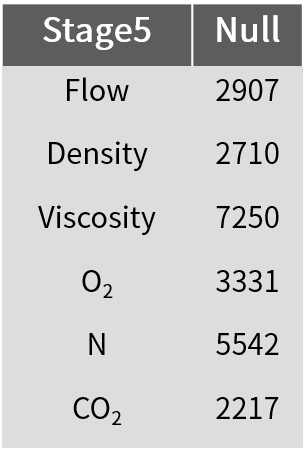 Stage5 Null
Flow 2907
Density 2710
Viscosity 7250
O₂ 3331
N 5542
CO₂ 2217